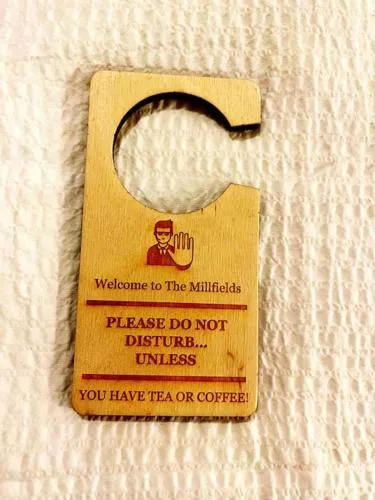 Welcome to The Millfields
PLEASE DO NOT
DISTURB...
UNLESS
YOU HAVE TEA OR COFFEE!